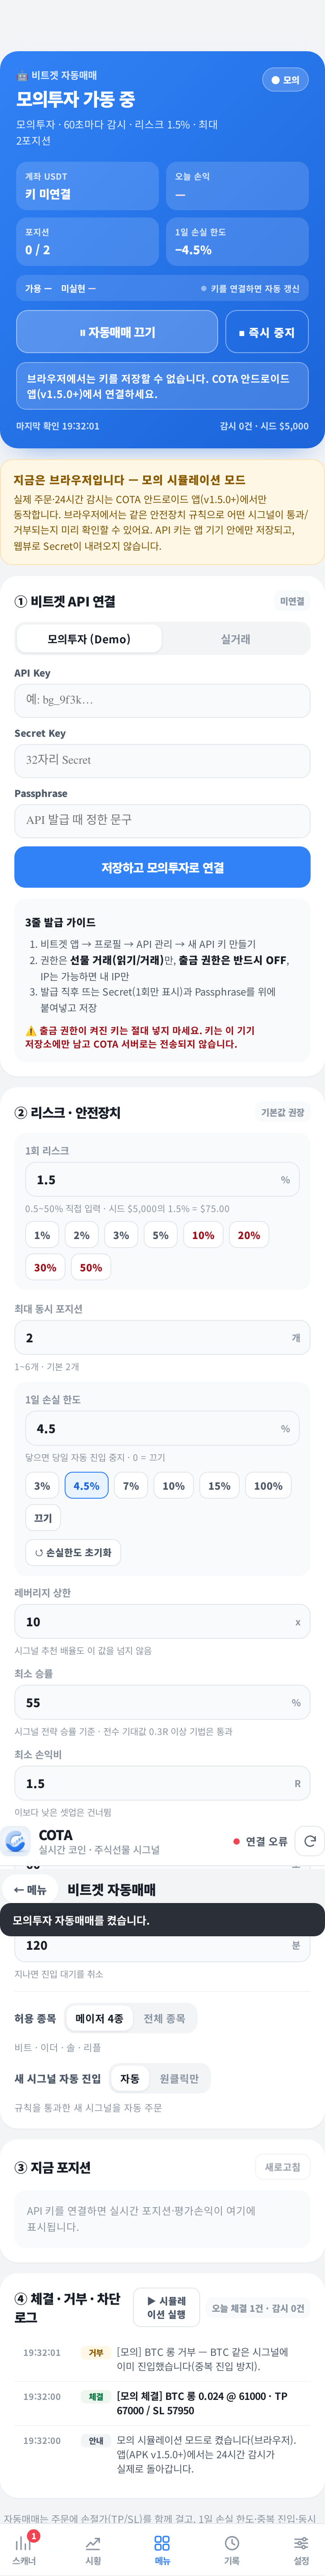 🤖 비트겟 자동매매
● 모의
모의투자 가동 중
모의투자 · 60초마다 감시 · 리스크 1.5% · 최대
2포지션
계좌 USDT
키 미연결
오늘 손익
—
포지션
0 / 2
1일 손실 한도
−4.5%
가용 — 미실현 —
키를 연결하면 자동 갱신
⏸ 자동매매 끄기
■ 즉시 중지
브라우저에서는 키를 저장할 수 없습니다. COTA 안드로이드
앱(v1.5.0+)에서 연결하세요.
마지막 확인 19:32:01
감시 0건 · 시드 $5,000
지금은 브라우저입니다 — 모의 시뮬레이션 모드
실제 주문·24시간 감시는 COTA 안드로이드 앱(v1.5.0+)에서만
동작합니다. 브라우저에서는 같은 안전장치 규칙으로 어떤 시그널이 통과/
거부되는지 미리 확인할 수 있어요. API 키는 앱 기기 안에만 저장되고,
웹뷰로 Secret이 내려오지 않습니다.
① 비트겟 API 연결
미연결
모의투자 (Demo)
실거래
API Key
예: bg_9f3k…
Secret Key
32자리 Secret
Passphrase
API 발급 때 정한 문구
저장하고 모의투자로 연결
3줄 발급 가이드
1. 비트겟 앱 → 프로필 → API 관리 → 새 API 키 만들기
2. 권한은 선물 거래(읽기/거래)만, 출금 권한은 반드시 OFF,
IP는 가능하면 내 IP만
3. 발급 직후 뜨는 Secret(1회만 표시)과 Passphrase를 위에
붙여넣고 저장
⚠️ 출금 권한이 켜진 키는 절대 넣지 마세요. 키는 이 기기
저장소에만 남고 COTA 서버로는 전송되지 않습니다.
② 리스크 · 안전장치
기본값 권장
1회 리스크
1.5
%
0.5~50% 직접 입력 · 시드 $5,000의 1.5% = $75.00
1%
2%
3%
5%
10%
20%
30%
50%
최대 동시 포지션
2
개
1~6개 · 기본 2개
1일 손실 한도
4.5
%
닿으면 당일 자동 진입 중지 · 0 = 끄기
3%
4.5%
7%
10%
15%
100%
끄기
↺ 손실한도 초기화
레버리지 상한
10
x
시그널 추천 배율도 이 값을 넘지 않음
최소 승률
55
%
시그널 전략 승률 기준 · 전수 기대값 0.3R 이상 기법은 통과
최소 손익비
1.5
R
이보다 낮은 셋업은 건너뜀
COTA
실시간 코인 · 주식선물 시그널
연결 오류
← 메뉴
비트겟 자동매매
모의투자 자동매매를 켰습니다.
120
분
지나면 진입 대기를 취소
허용 종목
메이저 4종
전체 종목
비트 · 이더 · 솔 · 리플
새 시그널 자동 진입
자동
원클릭만
규칙을 통과한 새 시그널을 자동 주문
③ 지금 포지션
새로고침
API 키를 연결하면 실시간 포지션·평가손익이 여기에
표시됩니다.
④ 체결 · 거부 · 차단
로그
▶ 시뮬레
이션 실행
오늘 체결 1건 · 감시 0건
19:32:01
거부
[모의] BTC 롱 거부 — BTC 같은 시그널에
이미 진입했습니다(중복 진입 방지).
19:32:00
체결
[모의 체결] BTC 롱 0.024 @ 61000 · TP
67000 / SL 57950
19:32:00
안내
모의 시뮬레이션 모드로 켰습니다(브라우저).
앱(APK v1.5.0+)에서는 24시간 감시가
실제로 돌아갑니다.
자동매매는 주문에 손절가(TP/SL)를 함께 걸고, 1일 손실 한도·중복 진입·동시
1
스캐너
시황
메뉴
기록
설정